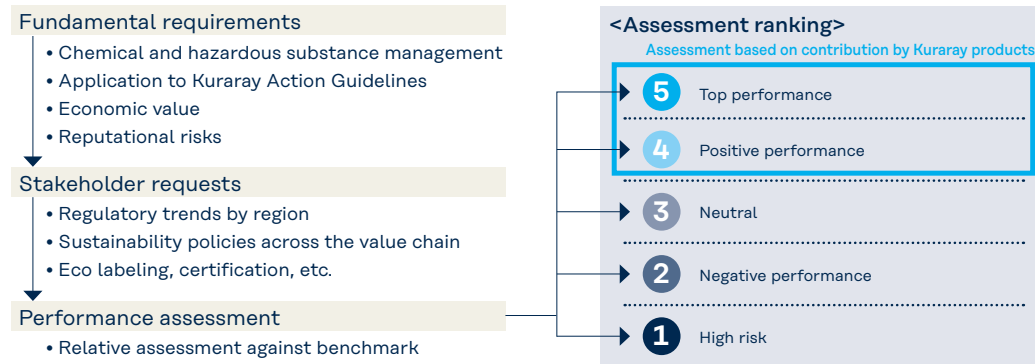 Fundamental requirements
• Chemical and hazardous substance management
• Application to Kuraray Action Guidelines
• Economic value
• Reputational risks
Stakeholder requests
• Regulatory trends by region
• Sustainability policies across the value chain
• Eco labeling, certification, etc.
Performance assessment
• Relative assessment against benchmark
<Assessment ranking>
Assessment based on contribution by Kuraray products
5 Top performance
4 Positive performance
3 Neutral
2 Negative performance
1 High risk